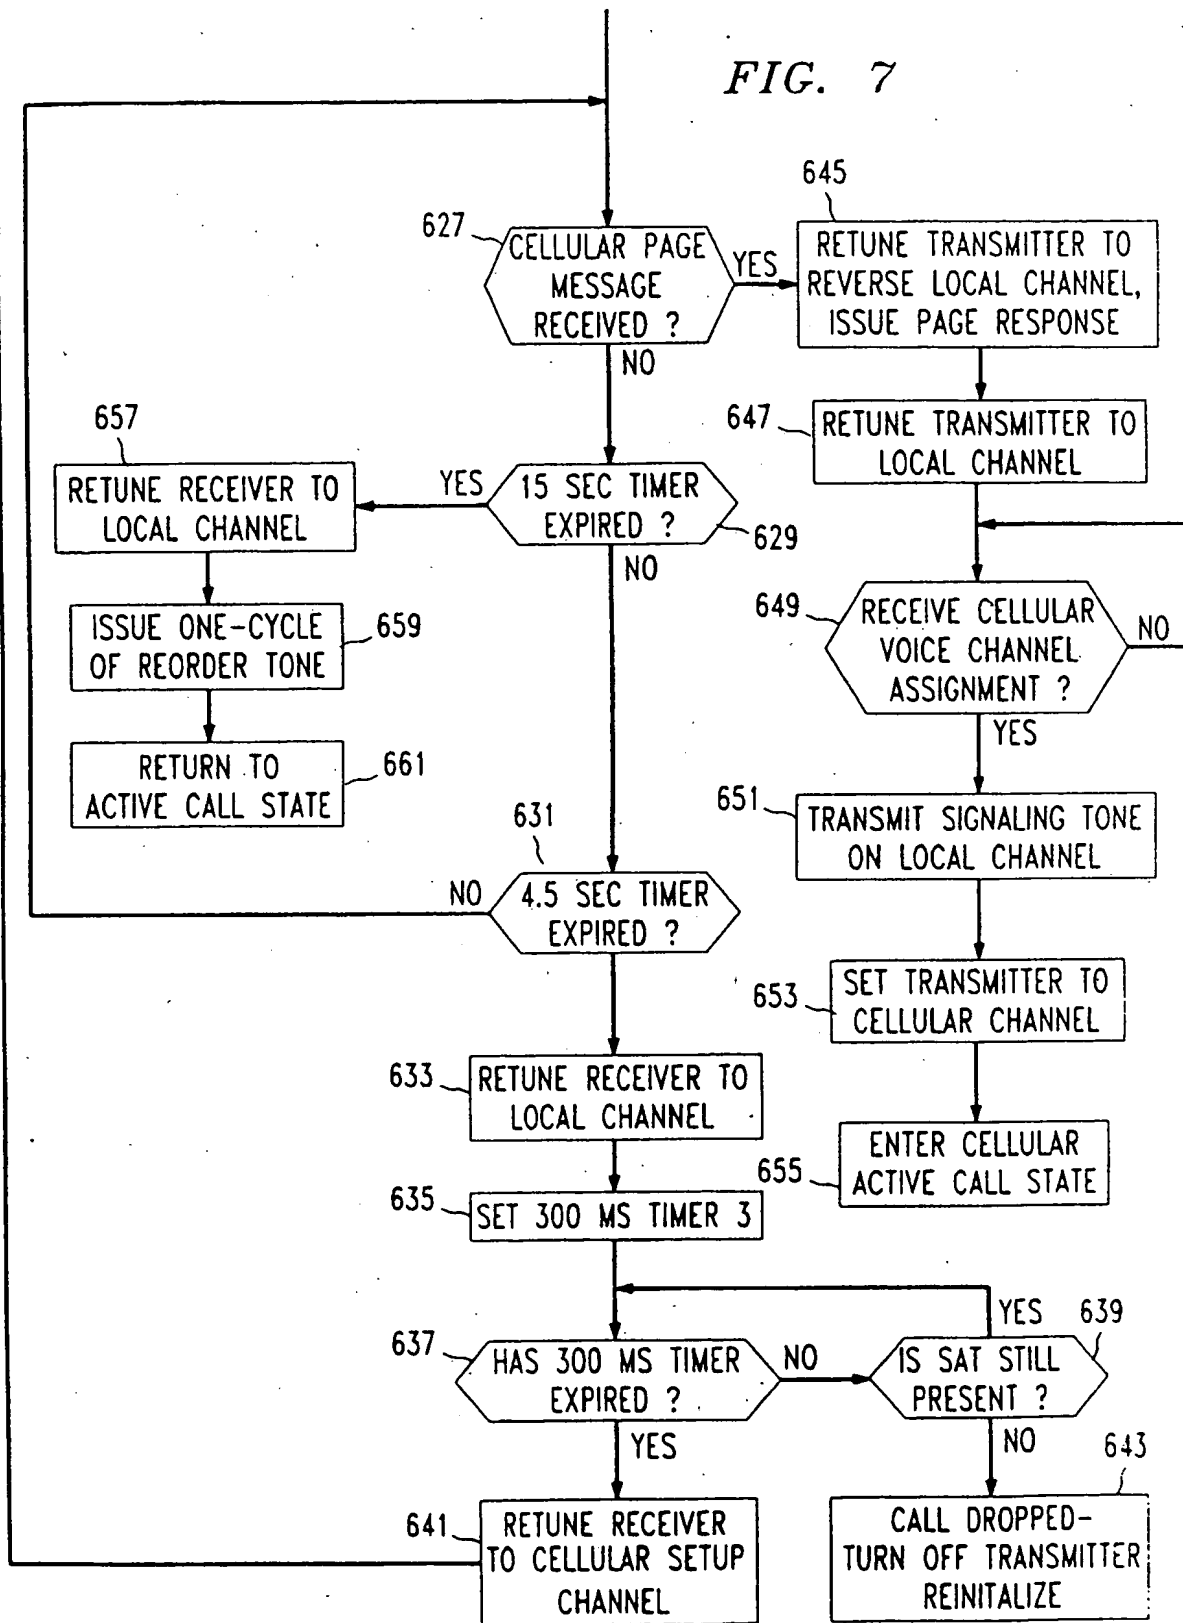 FIG. 7
645
627
CELLULAR PAGE
MESSAGE
RECEIVED ?
YES
RETUNE TRANSMITTER TO
REVERSE LOCAL CHANNEL,
ISSUE PAGE RESPONSE
NO
657
647
RETUNE TRANSMITTER TO
LOCAL CHANNEL
RETUNE RECEIVER TO
LOCAL CHANNEL
YES
15 SEC TIMER
EXPIRED ?
629
NO
ISSUE ONE-CYCLE
OF REORDER TONE
659
649
RECEIVE CELLULAR
VOICE CHANNEL
ASSIGNMENT ?
NO
YES
RETURN TO
ACTIVE CALL STATE
661
651
TRANSMIT SIGNALING TONE
ON LOCAL CHANNEL
631
NO
4.5 SEC TIMER
EXPIRED ?
653
SET TRANSMITTER TO
CELLULAR CHANNEL
633
RETUNE RECEIVER TO
LOCAL CHANNEL
655
ENTER CELLULAR
ACTIVE CALL STATE
635
SET 300 MS TIMER 3
YES
639
637
HAS 300 MS TIMER
EXPIRED ?
NO
IS SAT STILL
PRESENT ?
YES
NO
643
641
RETUNE RECEIVER
TO CELLULAR SETUP
CHANNEL
CALL DROPPED-
TURN OFF TRANSMITTER
REINITALIZE